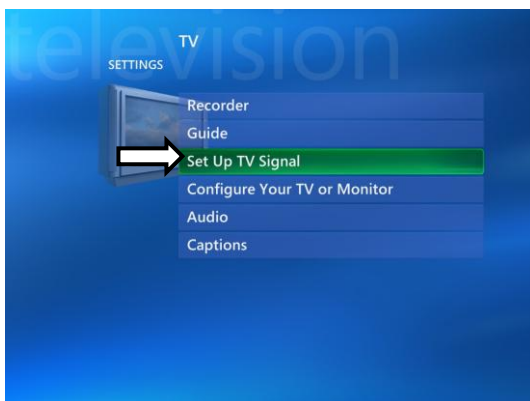 television
TV
SETTINGS
Recorder
Guide
Set Up TV Signal
Configure Your TV or Monitor
Audio
Captions